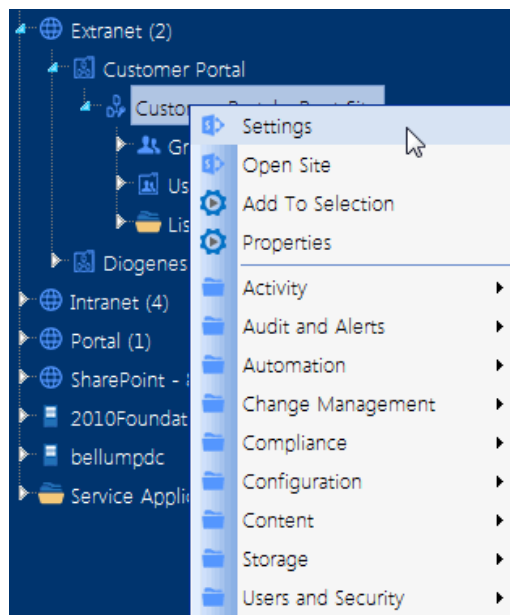 Extranet (2)
Customer Portal
Settings
Open Site
Add To Selection
Properties
Activity
Audit and Alerts
Automation
Change Management
Compliance
Configuration
Content
Storage
Users and Security
Diogenes
Intranet (4)
Portal (1)
SharePoint -
2010Foundat
bellumpdc
Service Appli